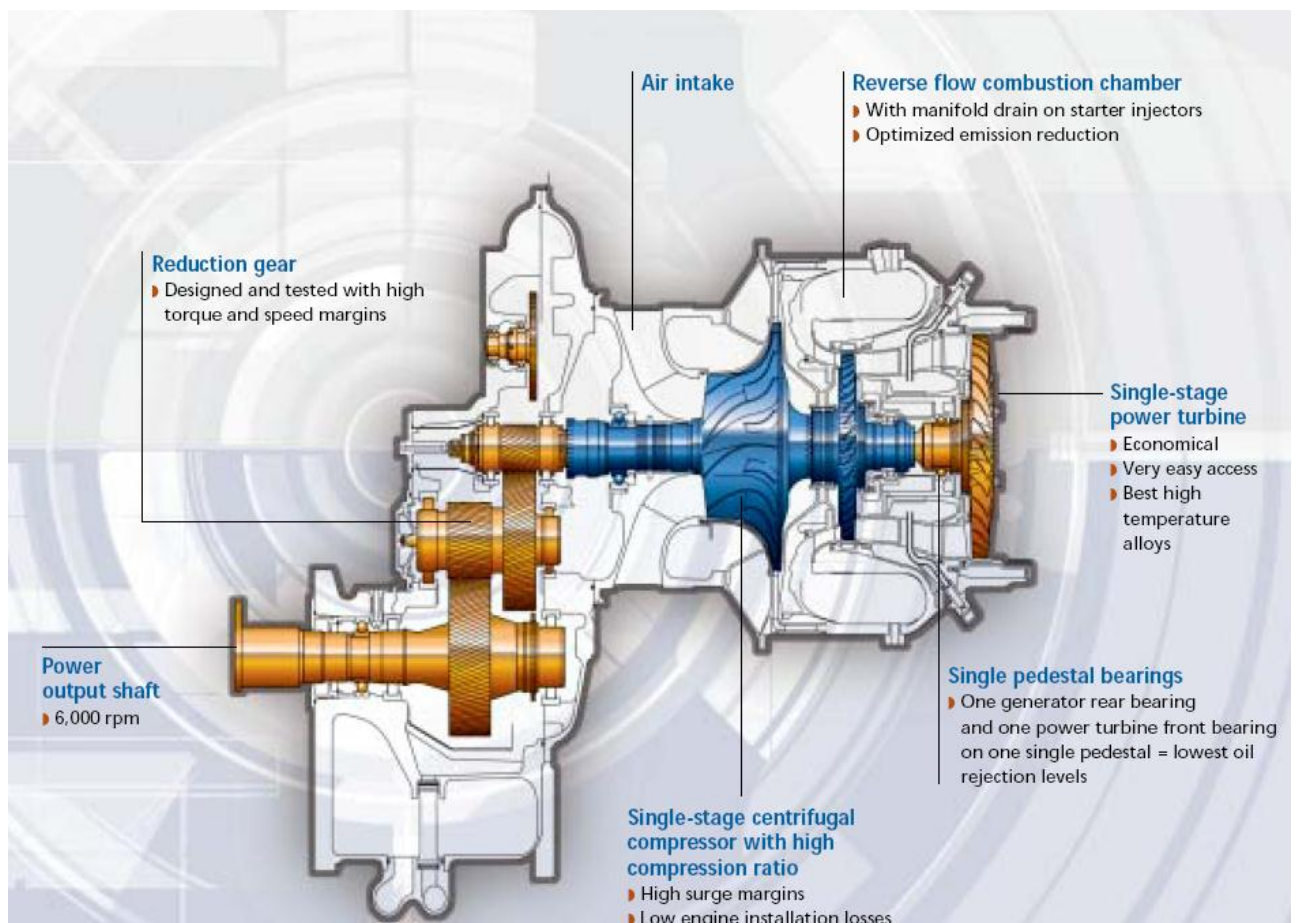 Air intake
Reverse flow combustion chamber
With manifold drain on starter injectors
Optimized emission reduction
Reduction gear
Designed and tested with high
torque and speed margins
Single-stage
power turbine
Economical
Very easy access
Best high
temperature
alloys
Power
output shaft
6,000 rpm
Single pedestal bearings
One generator rear bearing
and one power turbine front bearing
on one single pedestal = lowest oil
rejection levels
Single-stage centrifugal
compressor with high
compression ratio
High surge margins
Low engine installation losses